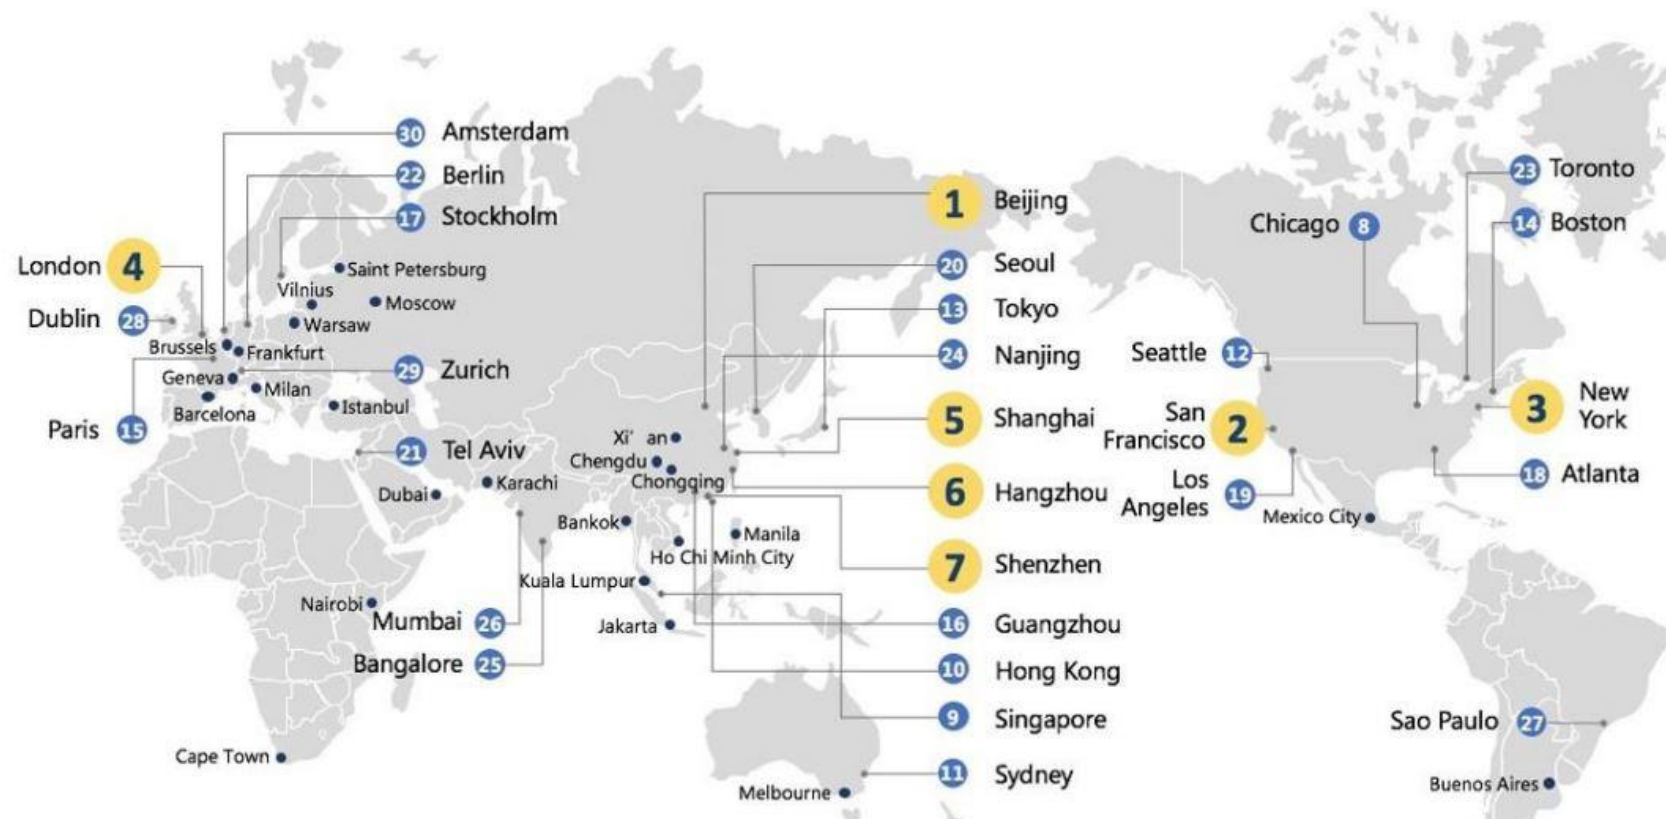 30 Amsterdam
22 Berlin
17 Stockholm
London 4
Saint Petersburg
Vilnius
Moscow
Dublin 28
Warsaw
Brussels
Frankfurt
Geneva
29 Zurich
Milan
Barcelona
Istanbul
Paris 15
21 Tel Aviv
Karachi
Dubai
Xi' an
Chengdu
Chongqing
Bankok
Manila
Ho Chi Minh City
Kuala Lumpur
Nairobi
Mumbai 26
Jakarta
Bangalore 25
Cape Town
Melbourne
1 Beijing
20 Seoul
13 Tokyo
24 Nanjing
5 Shanghai
6 Hangzhou
7 Shenzhen
16 Guangzhou
10 Hong Kong
9 Singapore
11 Sydney
23 Toronto
Chicago 8
14 Boston
Seattle 12
3 New
York
San
Francisco 2
18 Atlanta
Los
Angeles 19
Mexico City
Sao Paulo 27
Buenos Aires